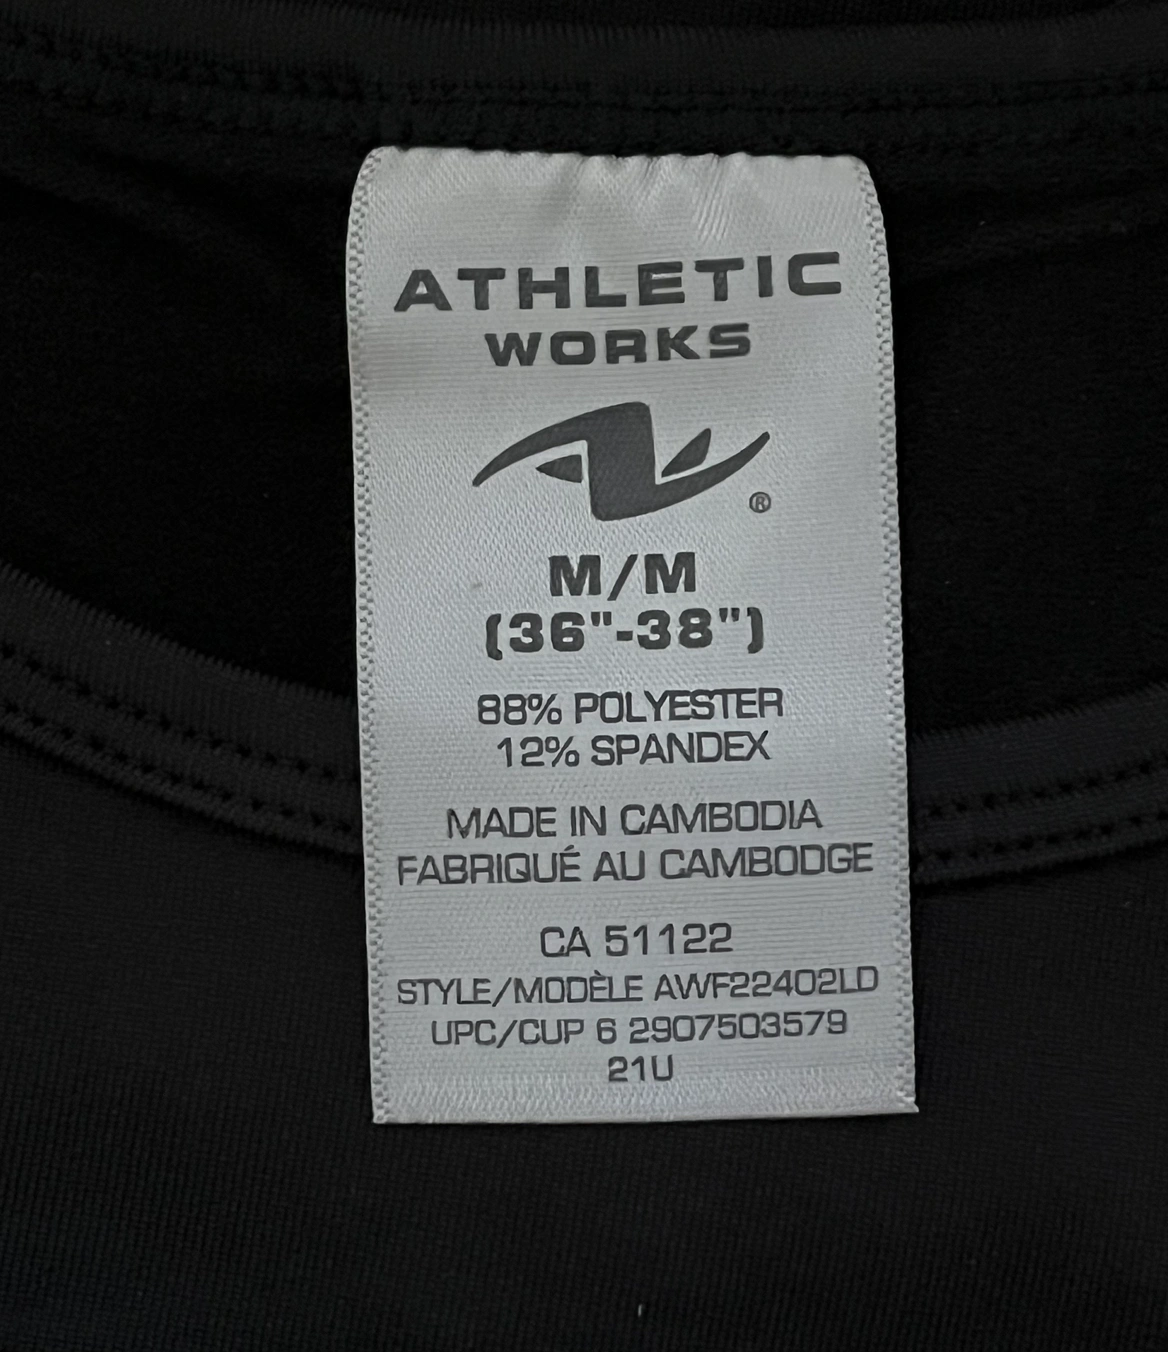 ATHLETIC
WORKS
®
M/M
(36"-38")
88% POLYESTER
12% SPANDEX
MADE IN CAMBODIA
FABRIQUÉ AU CAMBODGE
CA 51122
STYLE/MODÈLE AWF22402LD
UPC/CUP 6 2907503579
21U